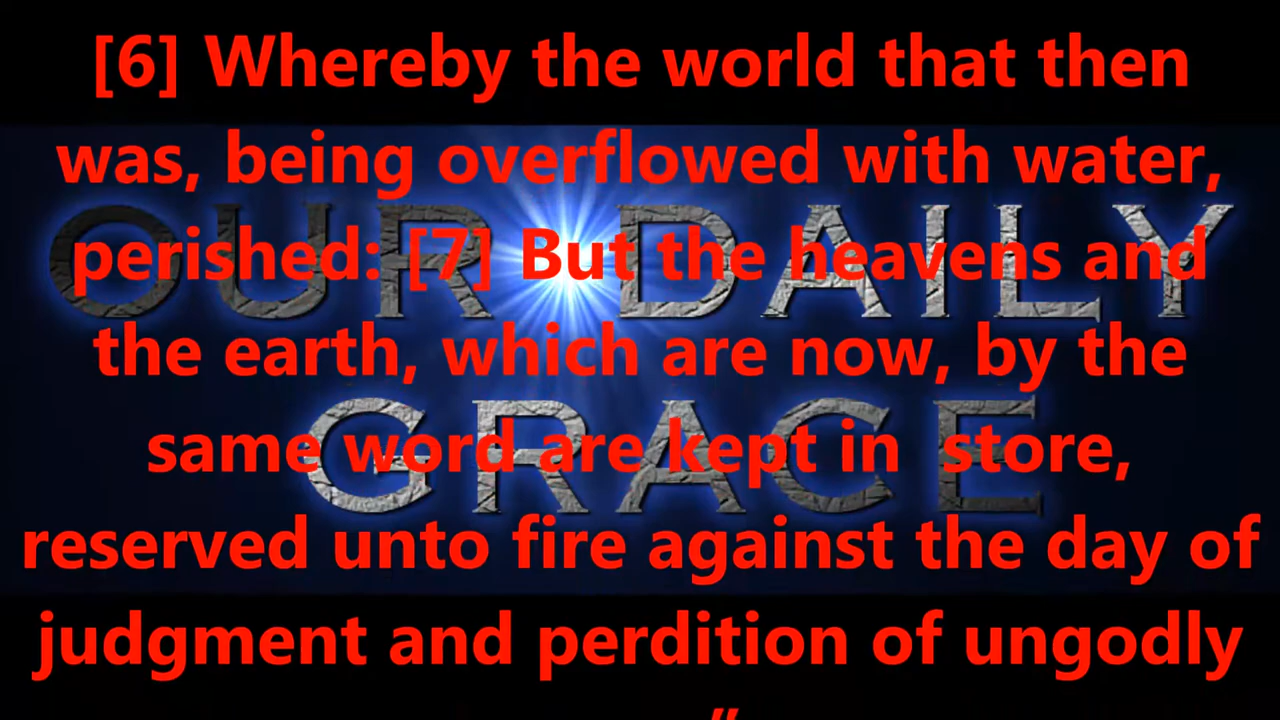 [6] Whereby the world that then
was, being overflowed with water,
perished: [7] But the heavens and
the earth, which are now, by the
same word are kept in  store,
reserved unto fire against the day of
judgment and perdition of ungodly
”
OUR DAILY
GRACE